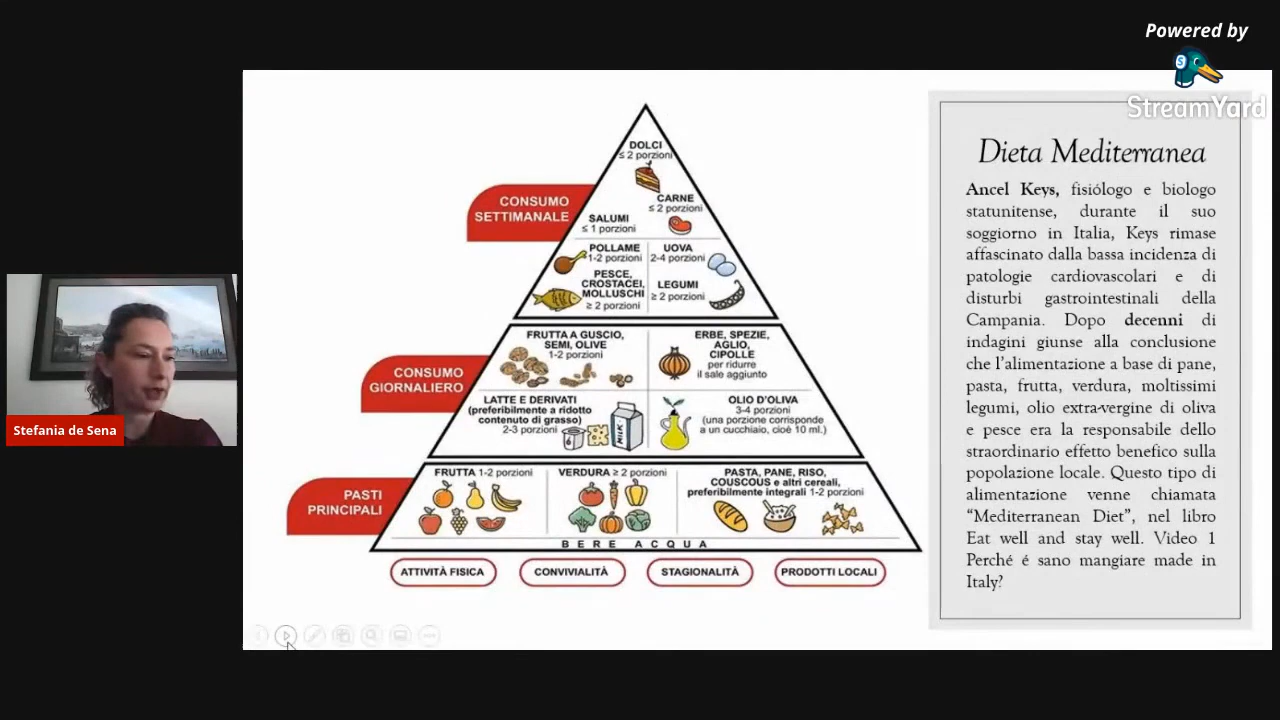 Powered by
StreamYard
DOLCI
≤ 2 porzioni
CARNE
≤ 2 porzioni
SALUMI
≤ 1 porzioni
CONSUMO
SETTIMANALE
POLLAME
1-2 porzioni
UOVA
2-4 porzioni
PESCE,
CROSTACEI,
MOLLUSCHI
≥ 2 porzioni
LEGUMI
≥ 2 porzioni
CONSUMO
GIORNALIERO
FRUTTA A GUSCIO,
SEMI, OLIVE
1-2 porzioni
ERBE, SPEZIE,
AGLIO,
CIPOLLE
per ridurre
il sale aggiunto
LATTE E DERIVATI
(preferibilmente a ridotto
contenuto di grasso)
2-3 porzioni
MILK
OLIO D'OLIVA
3-4 porzioni
(una porzione corrisponde
a un cucchiaio, cioè 10 ml.)
PASTI
PRINCIPALI
FRUTTA 1-2 porzioni
VERDURA ≥ 2 porzioni
PASTA, PANE, RISO,
COUSCOUS e altri cereali,
preferibilmente integrali 1-2 porzioni
BERE ACQUA
ATTIVITÀ FISICA
CONVIVIALITÀ
STAGIONALITÀ
PRODOTTI LOCALI
Dieta Mediterranea
Ancel Keys, fisiólogo e biologo
statunitense, durante il suo
soggiorno in Italia, Keys rimase
affascinato dalla bassa incidenza di
patologie cardiovascolari e di
disturbi gastrointestinali della
Campania. Dopo decenni di
indagini giunse alla conclusione
che l'alimentazione a base di pane,
pasta, frutta, verdura, moltissimi
legumi, olio extra-vergine di oliva
e pesce era la responsabile dello
straordinario effetto benefico sulla
popolazione locale. Questo tipo di
alimentazione venne chiamata
“Mediterranean Diet”, nel libro
Eat well and stay well. Video 1
Perché é sano mangiare made in
Italy?
Stefania de Sena